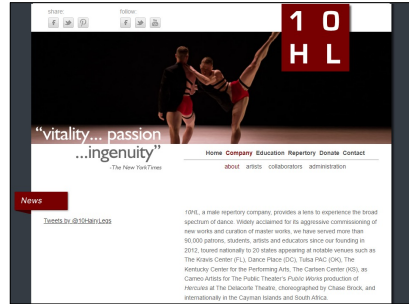 share:
follow:
1 0
H L
"vitality... passion
...ingenuity"
-The New YorkTimes
Home Company Education Repertory Donate Contact
about artists collaborators administration
News
Tweets by @10HairyLegs
10HL, a male repertory company, provides a lens to experience the broad
spectrum of dance. Widely acclaimed for its aggressive commissioning of
new works and curation of master works, we have served more than
90,000 patrons, students, artists and educators since our founding in
2012, toured nationally to 20 states appearing at notable venues such as
The Kravis Center (FL), Dance Place (DC), Tulsa PAC (OK), The
Kentucky Center for the Performing Arts, The Carlsen Center (KS), as
Cameo Artists for The Public Theater's Public Works production of
Hercules at The Delacorte Theatre, choreographed by Chase Brock, and
internationally in the Cayman Islands and South Africa.